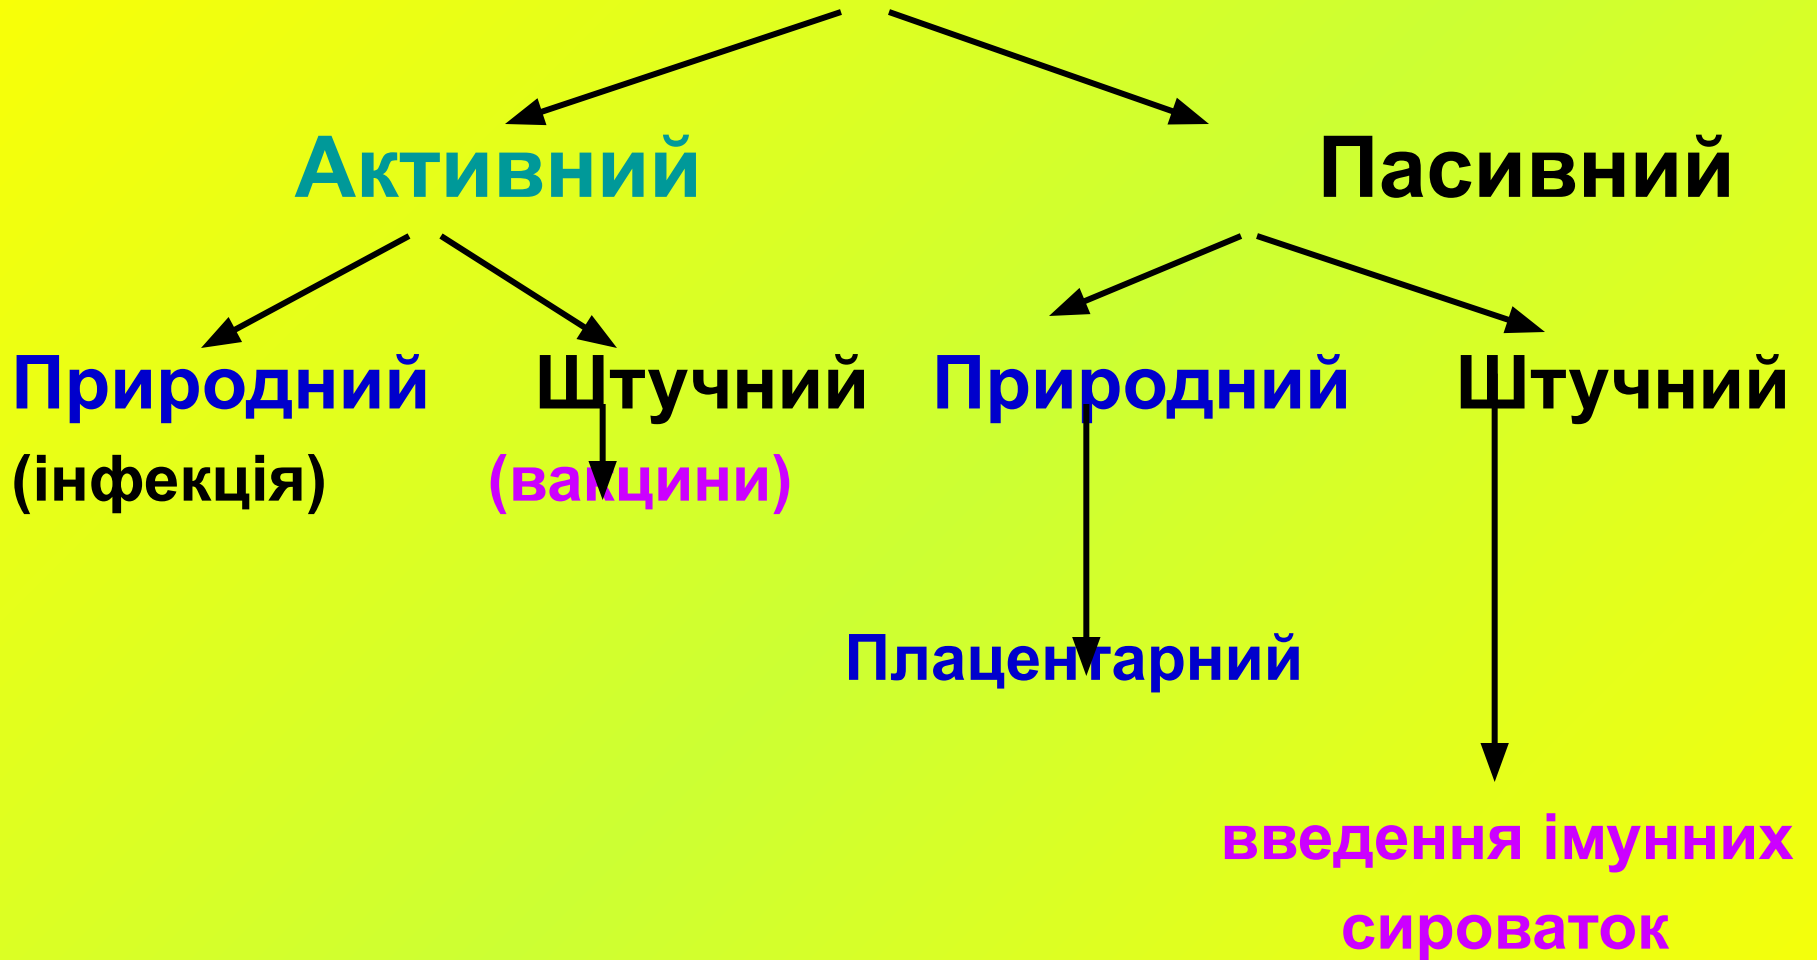 Активний Пасивний
Природний Штучний Природний Штучний
(інфекція) (вакцини)
Плацентарний
введення імунних
сироваток